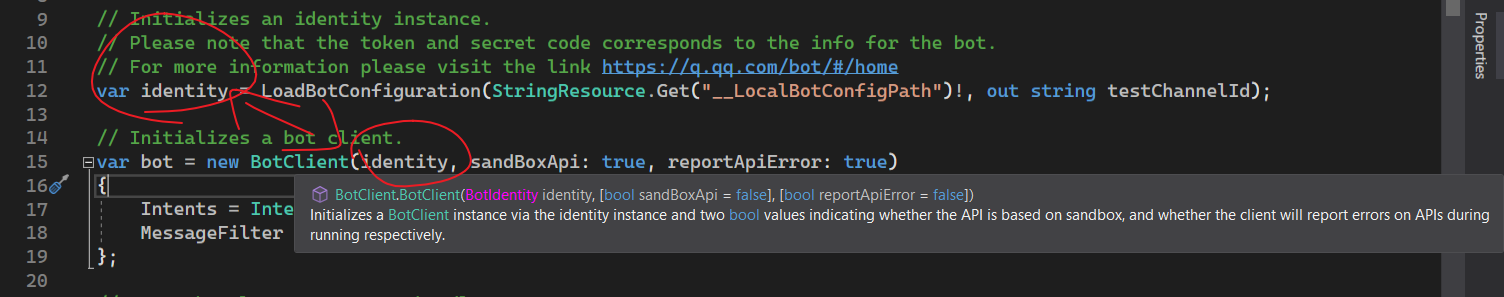 9 // Initializes an identity instance.
10 // Please note that the token and secret code corresponds to the info for the bot.
11 // For more information please visit the link https://q.qq.com/bot/#/home
12 var identity = LoadBotConfiguration(StringResource.Get("__LocalBotConfigPath")!, out string testChannelId);
13
14 // Initializes a bot client.
15 var bot = new BotClient(identity, sandBoxApi: true, reportApiError: true)
16 {
BotClient.BotClient(BotIdentity identity, [bool sandBoxApi = false], [bool reportApiError = false])
17 Intents = Inte
Initializes a BotClient instance via the identity instance and two bool values indicating whether the API is based on sandbox, and whether the client will report errors on APIs during
18 MessageFilter
running respectively.
19 };
20
Properties